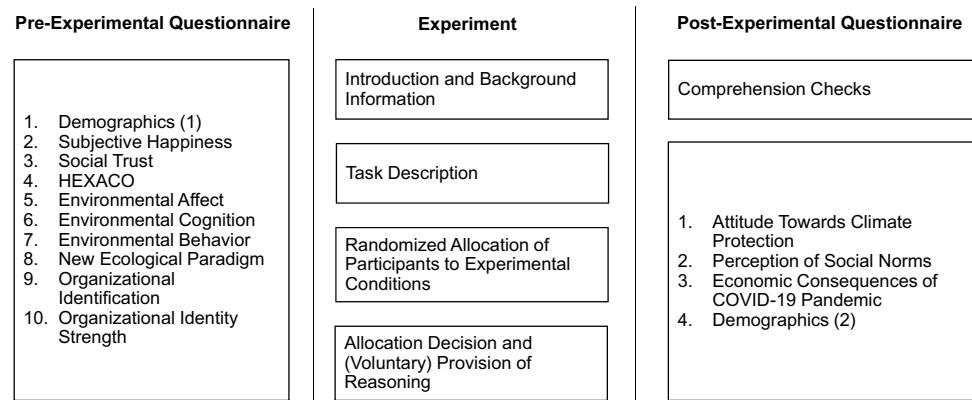 Pre-Experimental Questionnaire
1. Demographics (1)
2. Subjective Happiness
3. Social Trust
4. HEXACO
5. Environmental Affect
6. Environmental Cognition
7. Environmental Behavior
8. New Ecological Paradigm
9. Organizational
Identification
10. Organizational Identity
Strength
Experiment
Introduction and Background
Information
Task Description
Randomized Allocation of
Participants to Experimental
Conditions
Allocation Decision and
(Voluntary) Provision of
Reasoning
Post-Experimental Questionnaire
Comprehension Checks
1. Attitude Towards Climate
Protection
2. Perception of Social Norms
3. Economic Consequences of
COVID-19 Pandemic
4. Demographics (2)